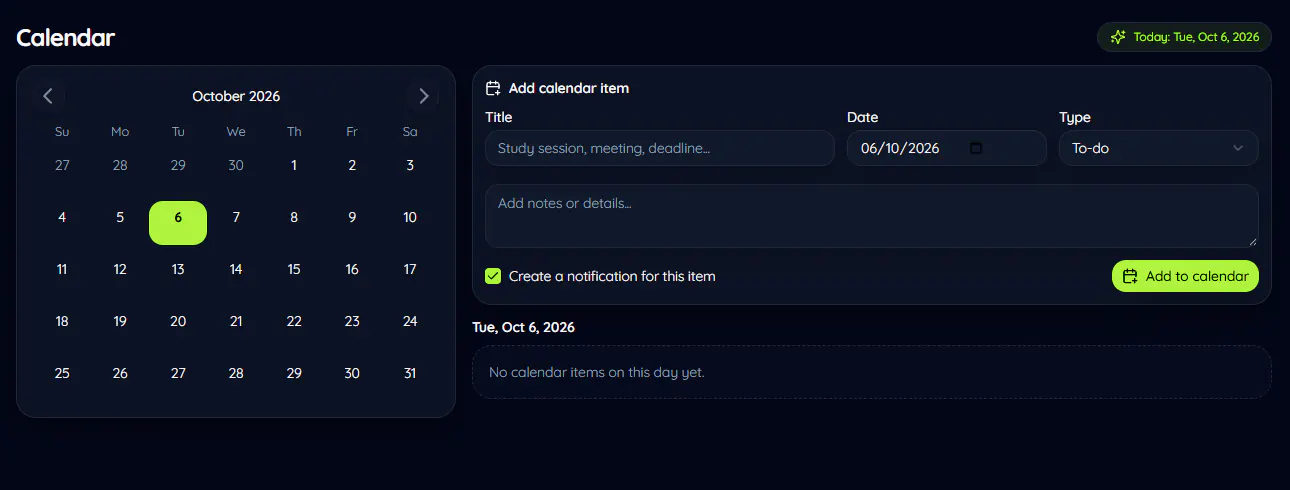 Calendar
Today: Tue, Oct 6, 2026
October 2026
Su Mo Tu We Th Fr Sa
27 28 29 30 1 2 3
4 5 6 7 8 9 10
11 12 13 14 15 16 17
18 19 20 21 22 23 24
25 26 27 28 29 30 31
Add calendar item
Title Date Type
Study session, meeting, deadline... 06/10/2026 To-do
Add notes or details...
Create a notification for this item Add to calendar
Tue, Oct 6, 2026
No calendar items on this day yet.